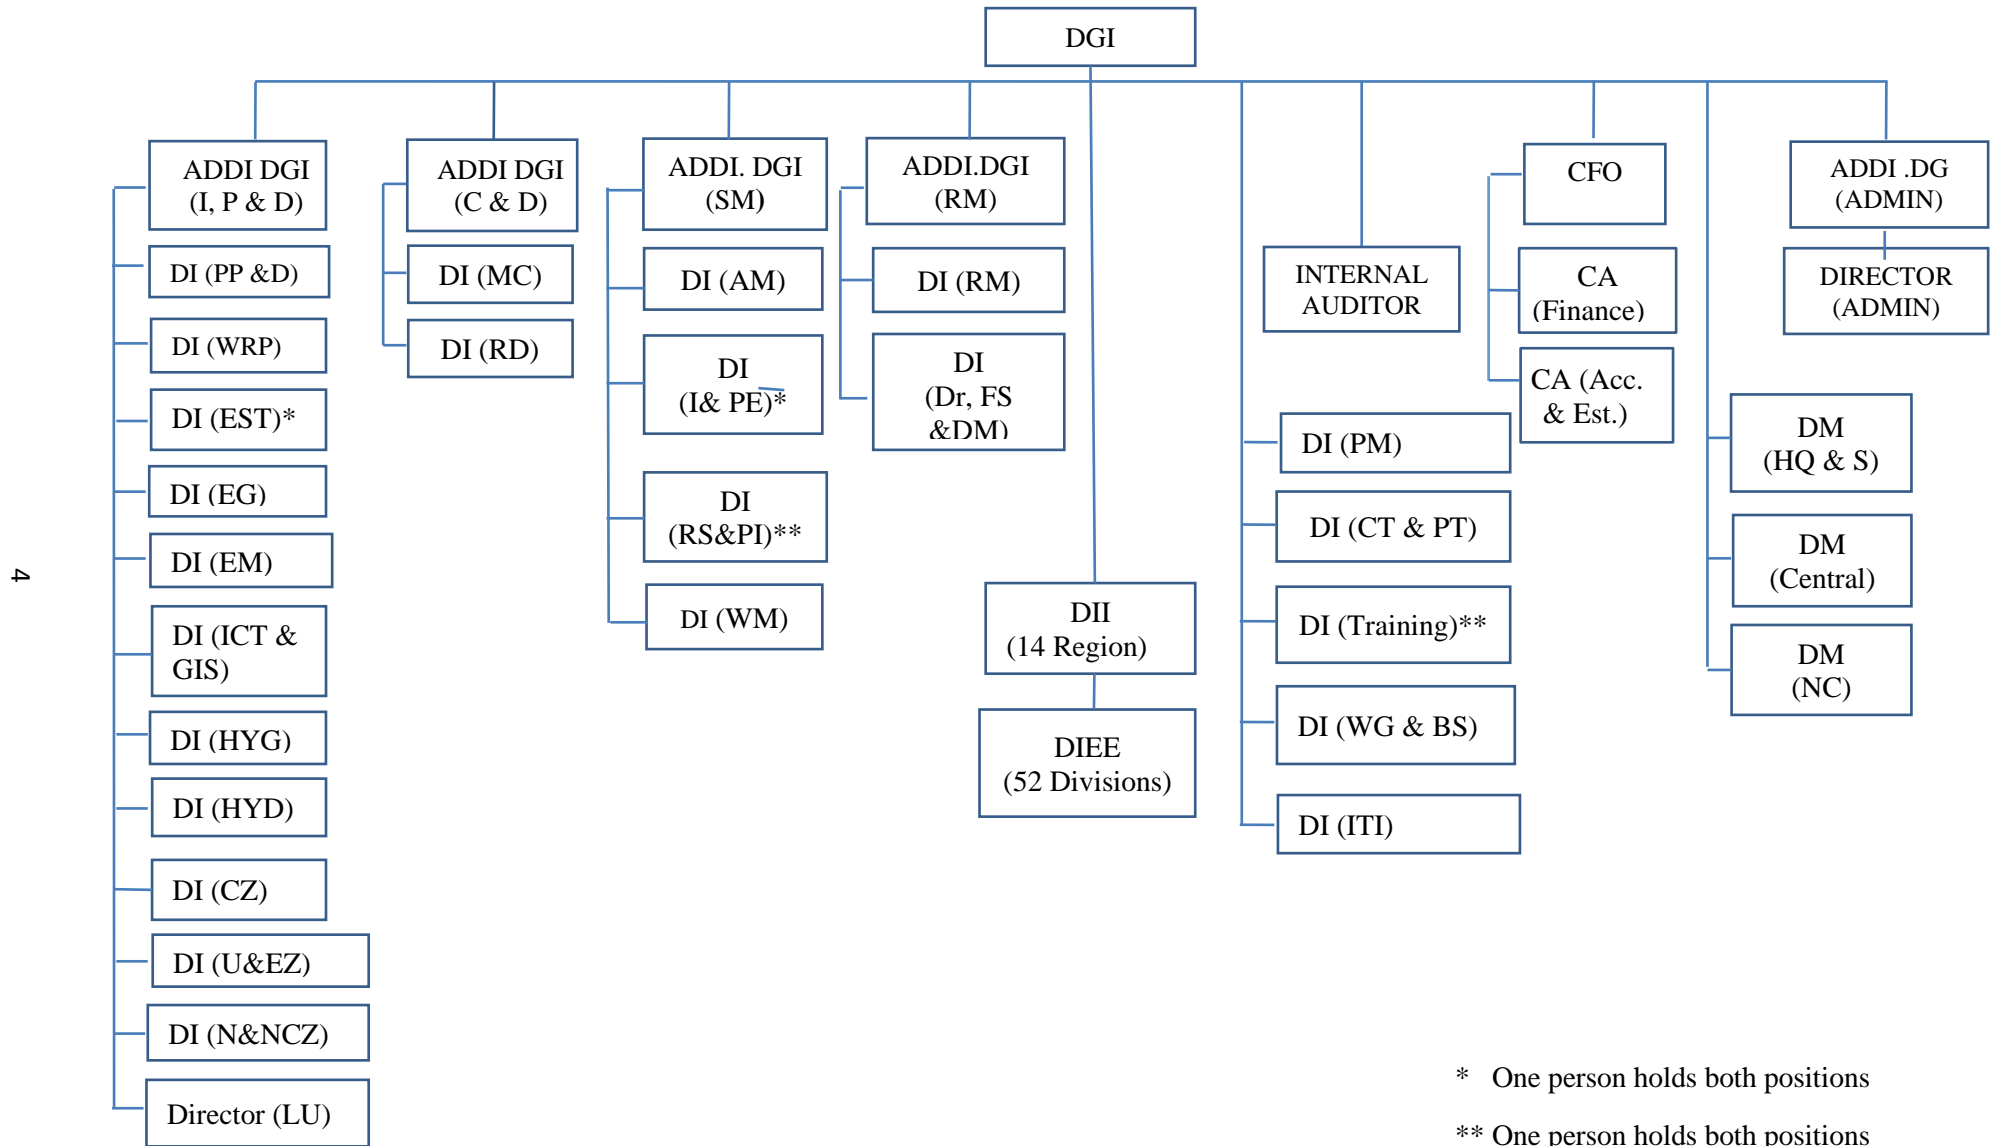 DGI
ADDI DGI
(I, P & D)
DI (PP &D)
DI (WRP)
DI (EST)*
DI (EG)
DI (EM)
DI (ICT &
GIS)
DI (HYG)
DI (HYD)
DI (CZ)
DI (U&EZ)
DI (N&NCZ)
Director (LU)
ADDI DGI
(C & D)
DI (MC)
DI (RD)
ADDI. DGI
(SM)
DI (AM)
DI
(I& PE)*
DI
(RS&PI)**
DI (WM)
ADDI.DGI
(RM)
DI (RM)
DI
(Dr, FS
&DM)
DII
(14 Region)
DIEE
(52 Divisions)
DI (PM)
DI (CT & PT)
DI (Training)**
DI (WG & BS)
DI (ITI)
INTERNAL
AUDITOR
CFO
CA
(Finance)
CA (Acc.
& Est.)
DM
(HQ & S)
DM
(Central)
DM
(NC)
ADDI .DG
(ADMIN)
DIRECTOR
(ADMIN)
* One person holds both positions
** One person holds both positions
4